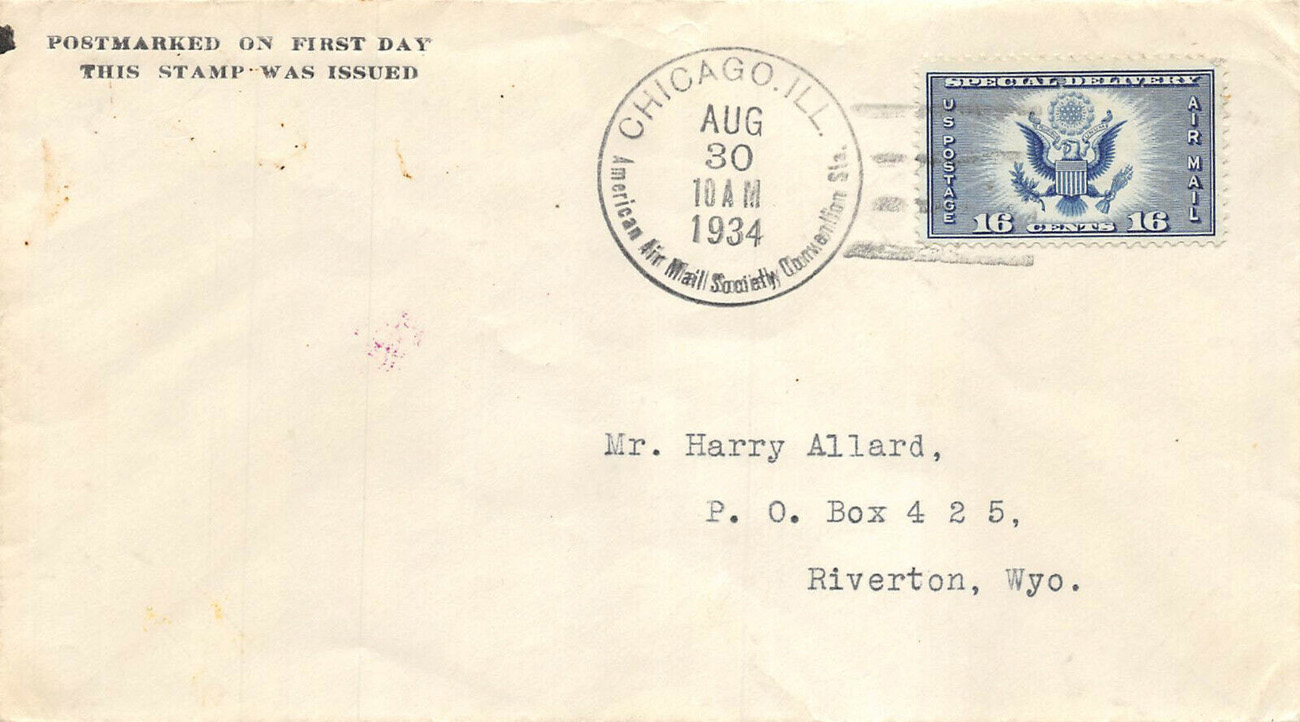 POSTMARKED ON FIRST DAY
THIS STAMP WAS ISSUED
CHICAGO, ILL.
AUG
30
10 AM
1934
American Air Mail Society Convention Sta.
SPECIAL DELIVERY
US POSTAGE
AIR MAIL
16 CENTS 16
Mr. Harry Allard,
P. O. Box 4 2 5,
Riverton, Wyo.